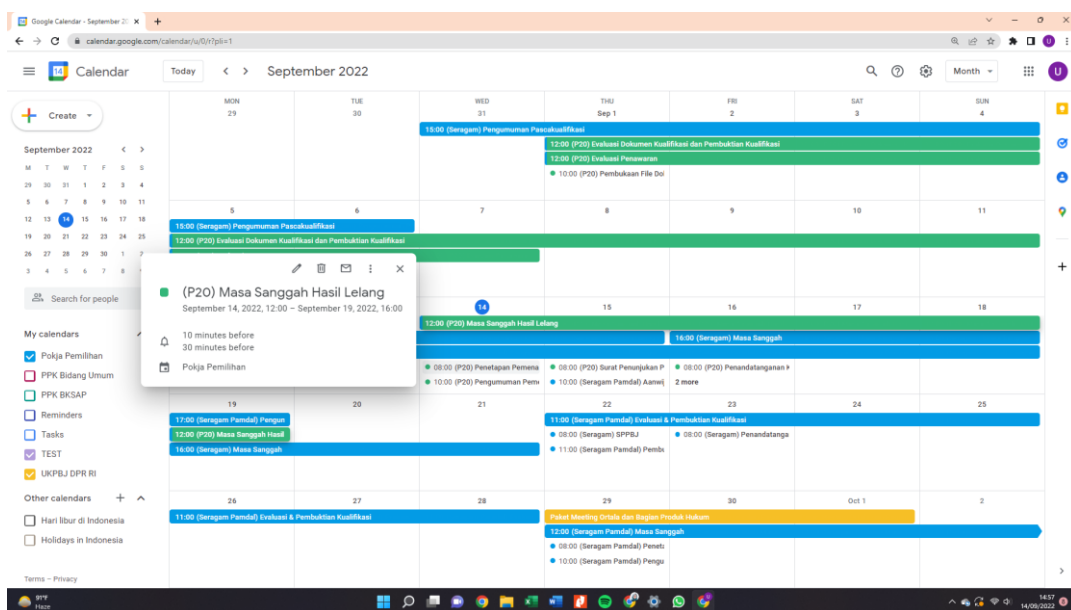 Google Calendar - September 20
calendar.google.com/calendar/u/0/r?pli=1
U
14
Calendar
Today
September 2022
Month
U
Create
September 2022
M T W T F S S
29 30 31 1 2 3 4
5 6 7 8 9 10 11
12 13 14 15 16 17 18
19 20 21 22 23 24 25
26 27 28 29 30 1 2
3 4 5 6 7 8
Search for people
My calendars
Pokja Pemilihan
PPK Bidang Umum
PPK BKSAP
Reminders
Tasks
TEST
UKPBJ DPR RI
Other calendars
Hari libur di Indonesia
Holidays in Indonesia
Terms – Privacy
MON TUE WED THU FRI SAT SUN
29 30 31 Sep 1 2 3 4
15:00 (Seragam) Pengumuman Pascakualifikasi
12:00 (P20) Evaluasi Dokumen Kualifikasi dan Pembuktian Kualifikasi
12:00 (P20) Evaluasi Penawaran
10:00 (P20) Pembukaan File Dol
5 6 7 8 9 10 11
15:00 (Seragam) Pengumuman Pascakualifikasi
12:00 (P20) Evaluasi Dokumen Kualifikasi dan Pembuktian Kualifikasi
(P20) Masa Sanggah Hasil Lelang
September 14, 2022, 12:00 – September 19, 2022, 16:00
10 minutes before
30 minutes before
Pokja Pemilihan
14 15 16 17 18
12:00 (P20) Masa Sanggah Hasil Lelang
16:00 (Seragam) Masa Sanggah
08:00 (P20) Penetapan Pemena
08:00 (P20) Surat Penunjukan P
08:00 (P20) Penandatanganan K
10:00 (P20) Pengumuman Pem
10:00 (Seragam Pamdal) Aanwij
2 more
19 20 21 22 23 24 25
17:00 (Seragam Pamdal) Pengun
11:00 (Seragam Pamdal) Evaluasi & Pembuktian Kualifikasi
12:00 (P20) Masa Sanggah Hasil
08:00 (Seragam) SPPBJ
08:00 (Seragam) Penandatanga
16:00 (Seragam) Masa Sanggah
11:00 (Seragam Pamdal) Pembu
26 27 28 29 30 Oct 1 2
11:00 (Seragam Pamdal) Evaluasi & Pembuktian Kualifikasi
Paket Meeting Ortala dan Bagian Produk Hukum
12:00 (Seragam Pamdal) Masa Sanggah
08:00 (Seragam Pamdal) Peneta
10:00 (Seragam Pamdal) Pengu
91°F
Haze
14:57
14/09/2022